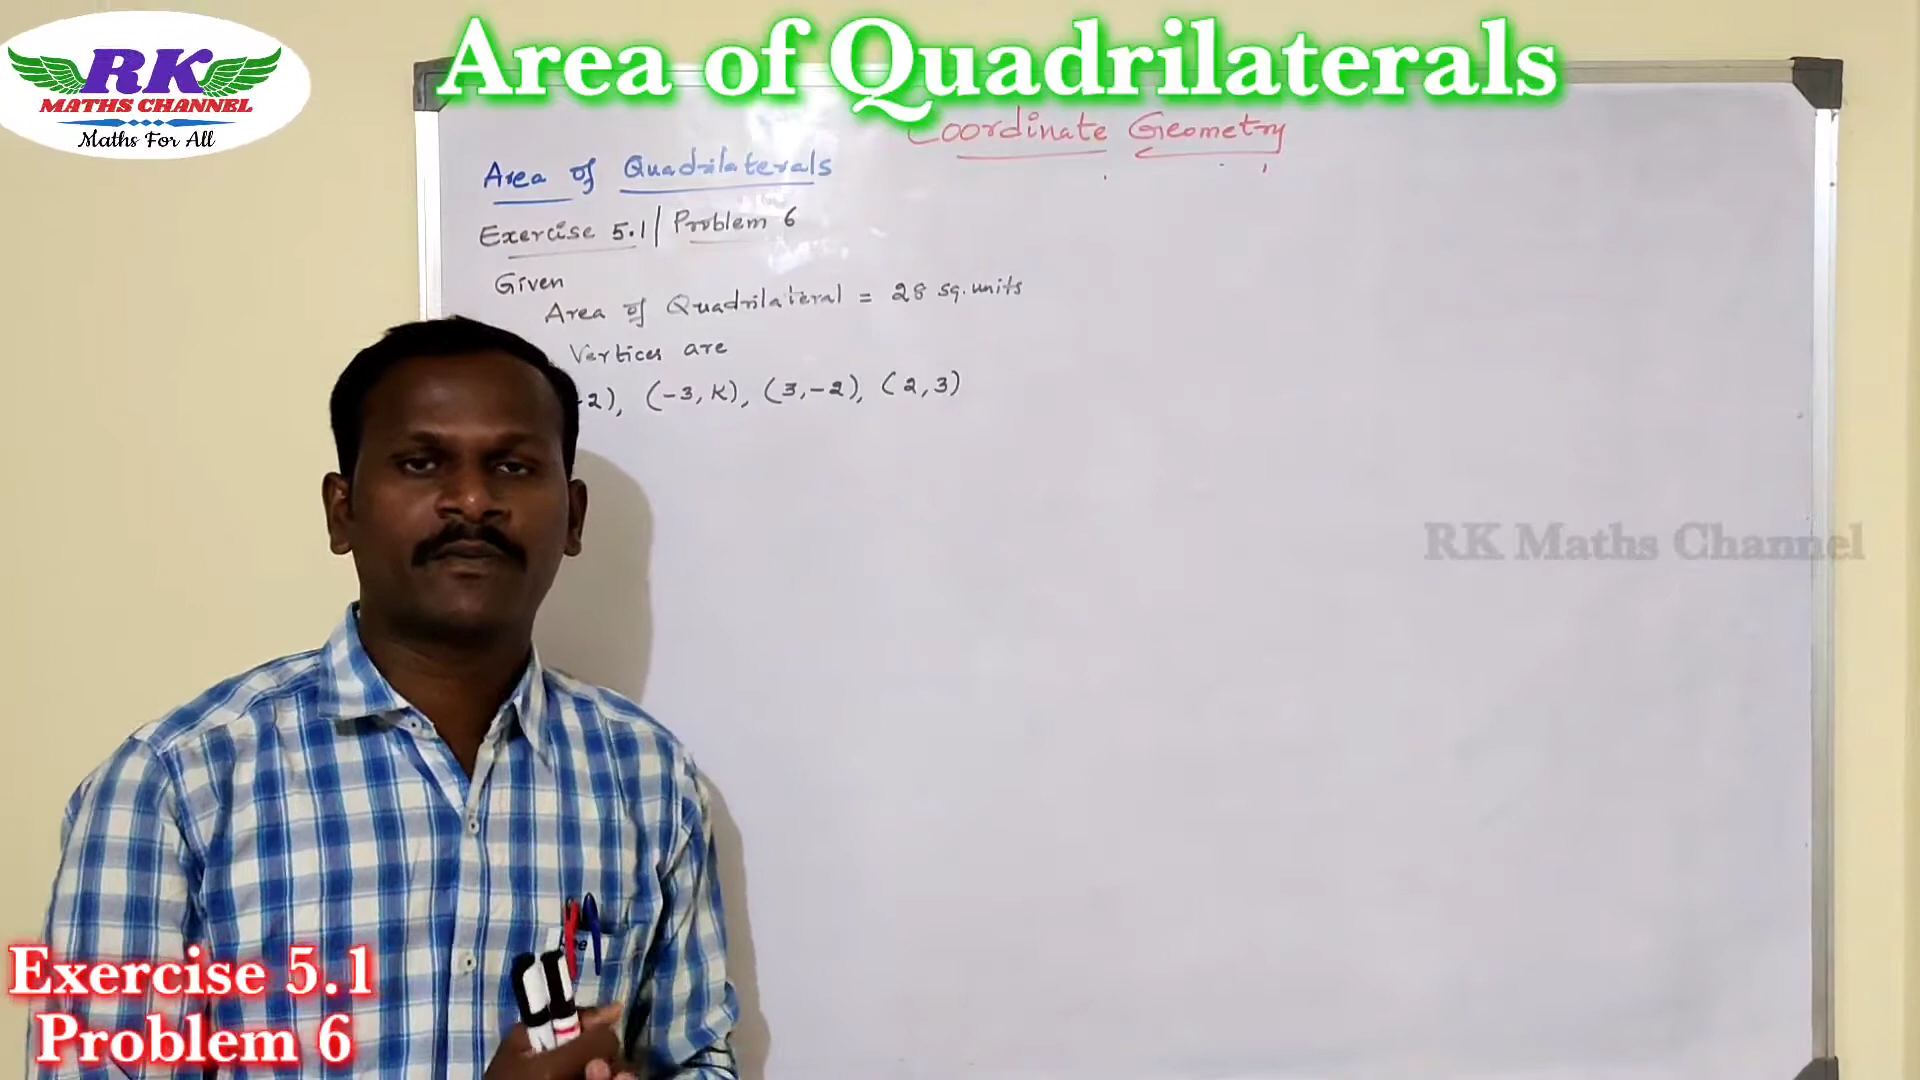 Area of Quadrilaterals
RK
MATHS CHANNEL
Maths For All
Coordinate Geometry
Area of Quadrilaterals
Exercise 5.1 | Problem 6
Given
Area of Quadrilateral = 28 sq.units
Vertices are
-2), (-3, K), (3,-2), (2,3)
RK Maths Channel
Exercise 5.1
Problem 6